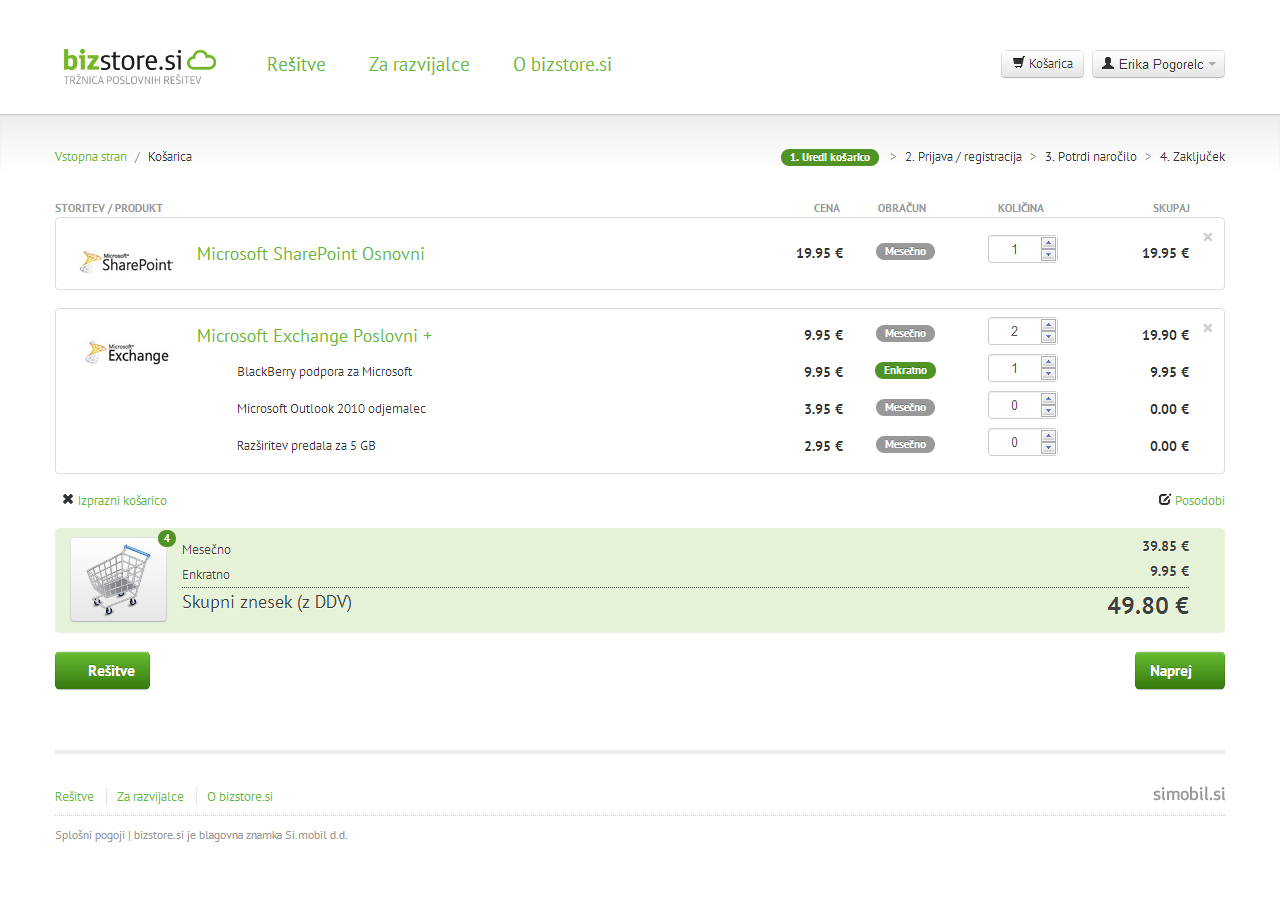 bizstore.si
TRŽNICA POSLOVNIH REŠITEV
Rešitve Za razvijalce O bizstore.si
Košarica Erika Pogorelc
Vstopna stran / Košarica
1. Uredi košarico > 2. Prijava / registracija > 3. Potrdi naročilo > 4. Zaključek
STORITEV / PRODUKT CENA OBRAČUN KOLIČINA SKUPAJ
Microsoft SharePoint
Microsoft SharePoint Osnovni 19.95 € Mesečno 1 19.95 €
Microsoft Exchange
Microsoft Exchange Poslovni + 9.95 € Mesečno 2 19.90 €
BlackBerry podpora za Microsoft 9.95 € Enkratno 1 9.95 €
Microsoft Outlook 2010 odjemalec 3.95 € Mesečno 0 0.00 €
Razširitev predala za 5 GB 2.95 € Mesečno 0 0.00 €
Izprazni košarico Posodobi
4
Mesečno 39.85 €
Enkratno 9.95 €
Skupni znesek (z DDV) 49.80 €
Rešitve Naprej
Rešitve Za razvijalce O bizstore.si simobil.si
Splošni pogoji | bizstore.si je blagovna znamka Si.mobil d.d.